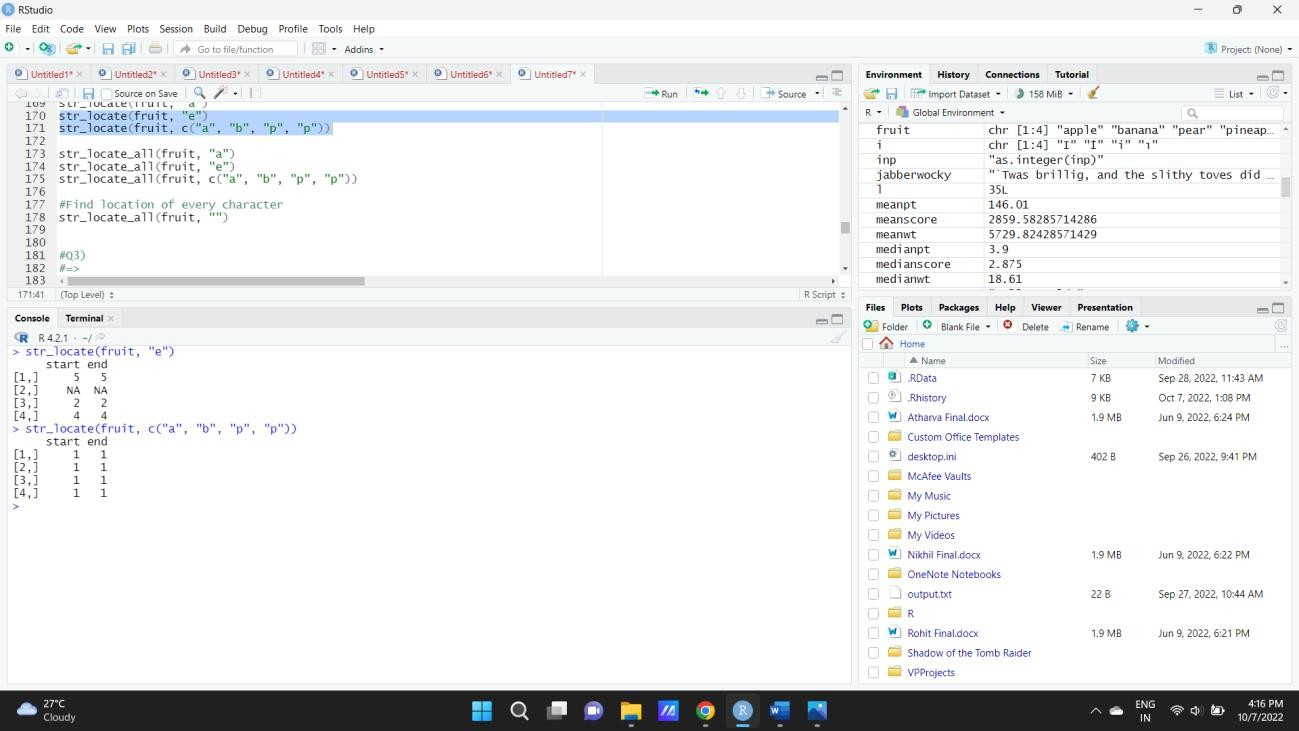 RStudio
File Edit Code View Plots Session Build Debug Profile Tools Help
Go to file/function Addins Project: (None)
Untitled1* Untitled2* Untitled3* Untitled4* Untitled5* Untitled6* Untitled7*
Source on Save Run Source
169 str_locate(fruit, "a")
170 str_locate(fruit, "e")
171 str_locate(fruit, c("a", "b", "p", "p"))
172
173 str_locate_all(fruit, "a")
174 str_locate_all(fruit, "e")
175 str_locate_all(fruit, c("a", "b", "p", "p"))
176
177 #Find location of every character
178 str_locate_all(fruit, "")
179
180
181 #Q3)
182 #=>
183
171:41 (Top Level) R Script
Console Terminal
R 4.2.1 · ~/
> str_locate(fruit, "e")
start end
[1,] 5 5
[2,] NA NA
[3,] 2 2
[4,] 4 4
> str_locate(fruit, c("a", "b", "p", "p"))
start end
[1,] 1 1
[2,] 1 1
[3,] 1 1
[4,] 1 1
>
Environment History Connections Tutorial
Import Dataset 158 MiB List
R Global Environment
fruit chr [1:4] "apple" "banana" "pear" "pineap...
i chr [1:4] "I" "İ" "i" "ı"
inp "as.integer(inp)"
jabberwocky "`Twas brillig, and the slithy toves did ...
l 35L
meanpt 146.01
meanscore 2859.58285714286
meanwt 5729.82428571429
medianpt 3.9
medianscore 2.875
medianwt 18.61
Files Plots Packages Help Viewer Presentation
Folder Blank File Delete Rename
Home ...
Name Size Modified
.RData 7 KB Sep 28, 2022, 11:43 AM
.Rhistory 9 KB Oct 7, 2022, 1:08 PM
Atharva Final.docx 1.9 MB Jun 9, 2022, 6:24 PM
Custom Office Templates
desktop.ini 402 B Sep 26, 2022, 9:41 PM
McAfee Vaults
My Music
My Pictures
My Videos
Nikhil Final.docx 1.9 MB Jun 9, 2022, 6:22 PM
OneNote Notebooks
output.txt 22 B Sep 27, 2022, 10:44 AM
R
Rohit Final.docx 1.9 MB Jun 9, 2022, 6:21 PM
Shadow of the Tomb Raider
VPProjects
27°C
Cloudy
ENG
IN
4:16 PM
10/7/2022